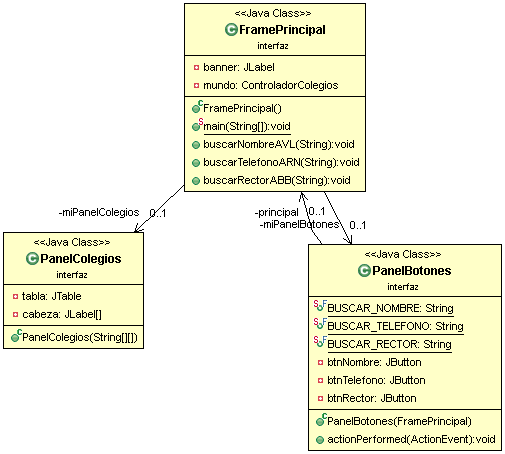 <<Java Class>>
FramePrincipal
interfaz
banner: JLabel
mundo: ControladorColegios
FramePrincipal()
main(String[]):void
buscarNombreAVL(String):void
buscarTelefonoARN(String):void
buscarRectorABB(String):void
-miPanelColegios
0..1
-principal
0..1
-miPanelBotones
0..1
<<Java Class>>
PanelColegios
interfaz
tabla: JTable
cabeza: JLabel[]
PanelColegios(String[][])
<<Java Class>>
PanelBotones
interfaz
BUSCAR_NOMBRE: String
BUSCAR_TELEFONO: String
BUSCAR_RECTOR: String
btnNombre: JButton
btnTelefono: JButton
btnRector: JButton
PanelBotones(FramePrincipal)
actionPerformed(ActionEvent):void